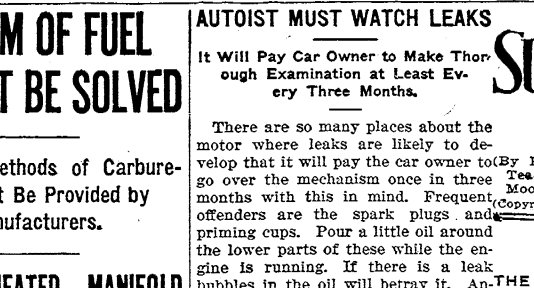 M OF FUEL
T BE SOLVED
ethods of Carbure-
t Be Provided by
nufacturers.
HEATED MANIFOLD
AUTOIST MUST WATCH LEAKS
It Will Pay Car Owner to Make Thor-
ough Examination at Least Ev-
ery Three Months.
There are so many places about the
motor where leaks are likely to de-
velop that it will pay the car owner to
go over the mechanism once in three
months with this in mind. Frequent
offenders are the spark plugs and
priming cups. Pour a little oil around
the lower parts of these while the en-
gine is running. If there is a leak
bubbles in the oil will betray it. An-
SU
(By
Tea
Moo
(Copyr
THE